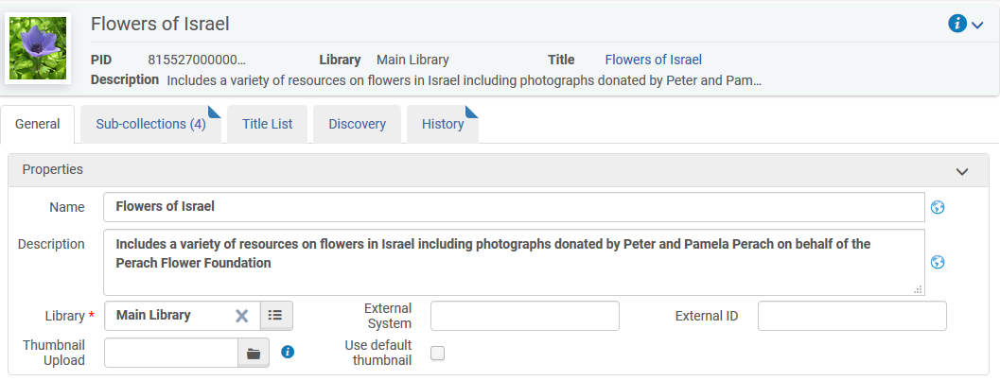 Flowers of Israel
PID 815527000000... Library Main Library Title Flowers of Israel
Description Includes a variety of resources on flowers in Israel including photographs donated by Peter and Pam...
General Sub-collections (4) Title List Discovery History
Properties
Name Flowers of Israel
Description Includes a variety of resources on flowers in Israel including photographs donated by Peter and Pamela Perach on behalf of the
Perach Flower Foundation
Library * Main Library External System External ID
Thumbnail Upload Use default thumbnail